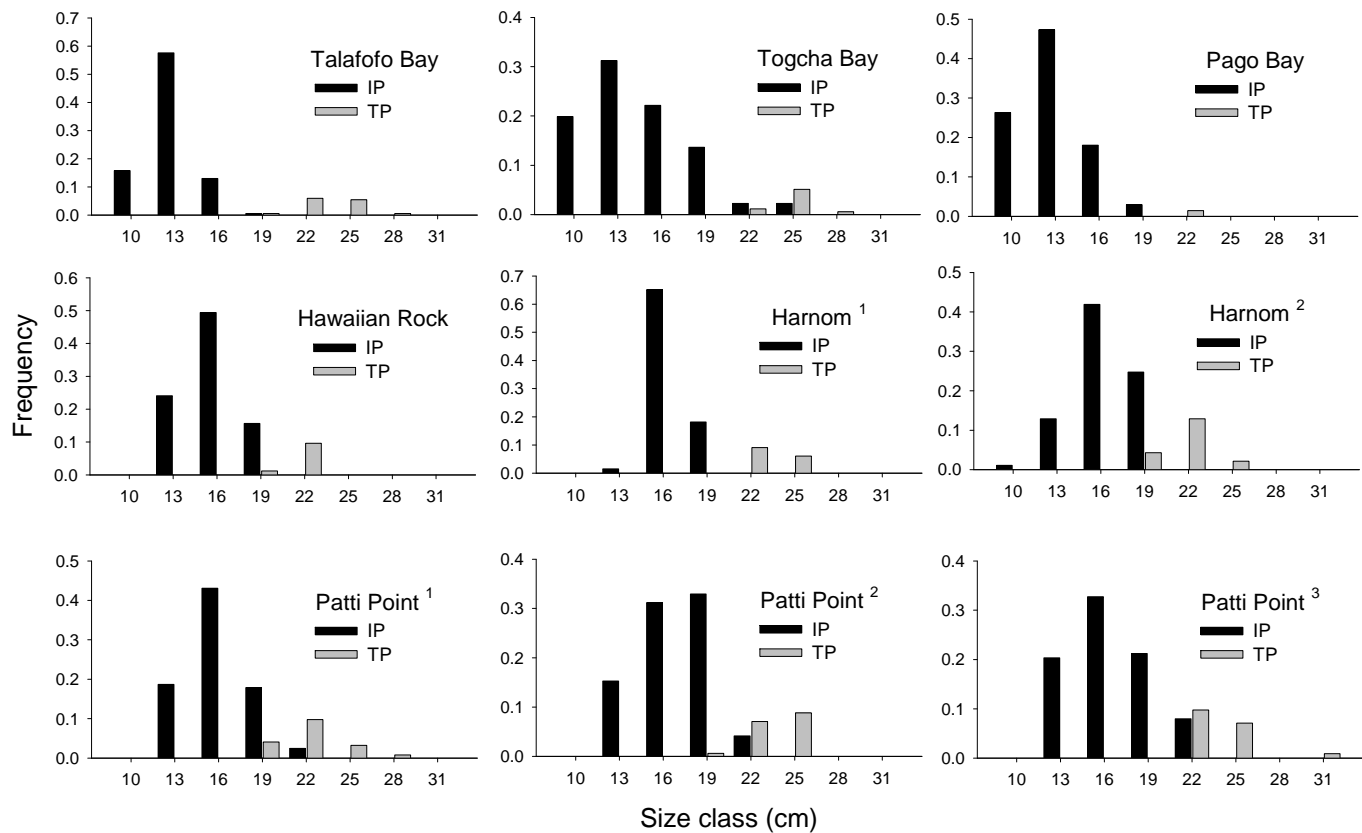 Frequency
Talafofo Bay
IP
TP
0.7
0.6
0.5
0.4
0.3
0.2
0.1
0.0
10 13 16 19 22 25 28 31
Togcha Bay
IP
TP
0.4
0.3
0.2
0.1
0.0
10 13 16 19 22 25 28 31
Pago Bay
IP
TP
0.5
0.4
0.3
0.2
0.1
0.0
10 13 16 19 22 25 28 31
Hawaiian Rock
IP
TP
0.6
0.5
0.4
0.3
0.2
0.1
0.0
10 13 16 19 22 25 28 31
Harnom 1
IP
TP
0.7
0.6
0.5
0.4
0.3
0.2
0.1
0.0
10 13 16 19 22 25 28 31
Harnom 2
IP
TP
0.5
0.4
0.3
0.2
0.1
0.0
10 13 16 19 22 25 28 31
Patti Point 1
IP
TP
0.5
0.4
0.3
0.2
0.1
0.0
10 13 16 19 22 25 28 31
Patti Point 2
IP
TP
0.4
0.3
0.2
0.1
0.0
10 13 16 19 22 25 28 31
Patti Point 3
IP
TP
0.4
0.3
0.2
0.1
0.0
10 13 16 19 22 25 28 31
Size class (cm)